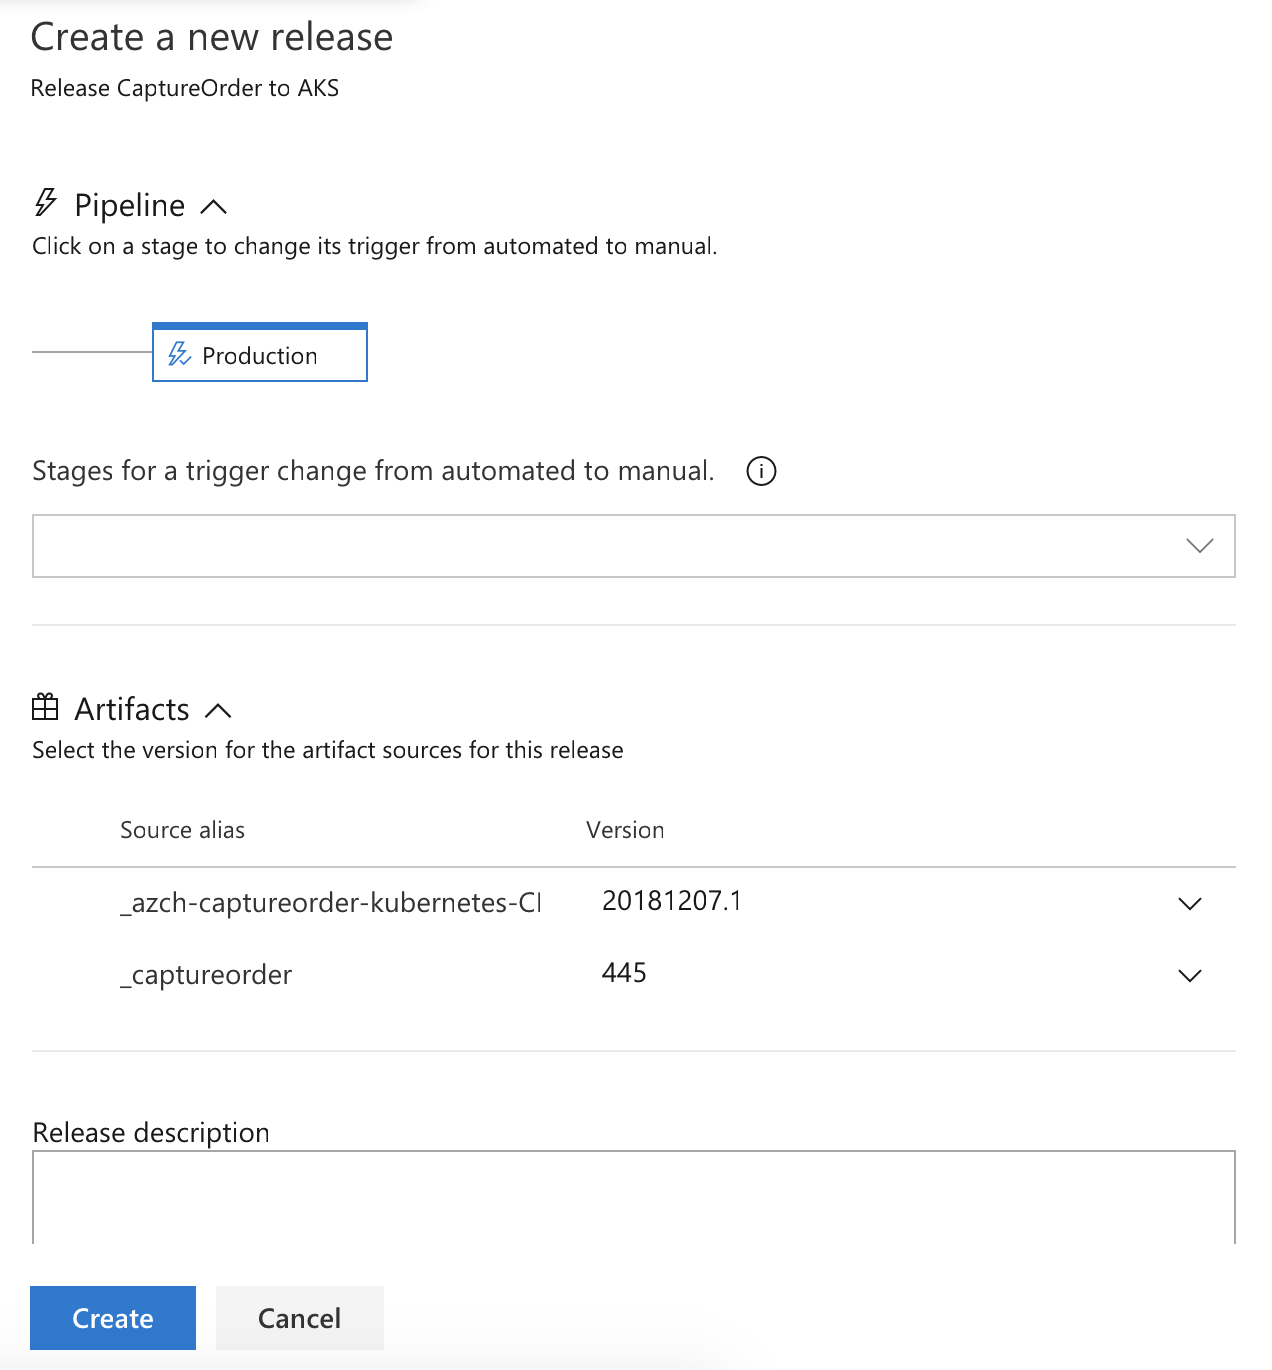 Create a new release
Release CaptureOrder to AKS
Pipeline
Click on a stage to change its trigger from automated to manual.
Production
Stages for a trigger change from automated to manual.
Artifacts
Select the version for the artifact sources for this release
Source alias Version
_azch-captureorder-kubernetes-CI 20181207.1
_captureorder 445
Release description
Create Cancel